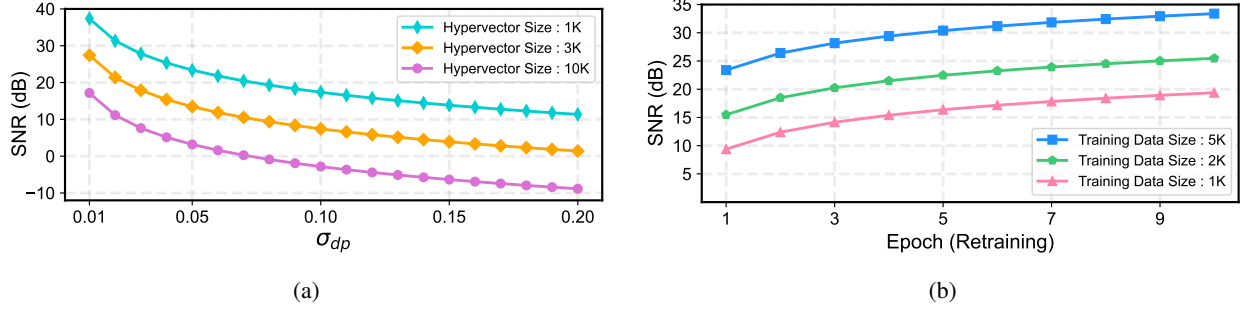 SNR (dB)
40
30
20
10
0
−10
0.01
0.05
0.10
0.15
0.20
σdp
Hypervector Size : 1K
Hypervector Size : 3K
Hypervector Size : 10K
(a)
SNR (dB)
35
30
25
20
15
10
5
1
3
5
7
9
Epoch (Retraining)
Training Data Size : 5K
Training Data Size : 2K
Training Data Size : 1K
(b)